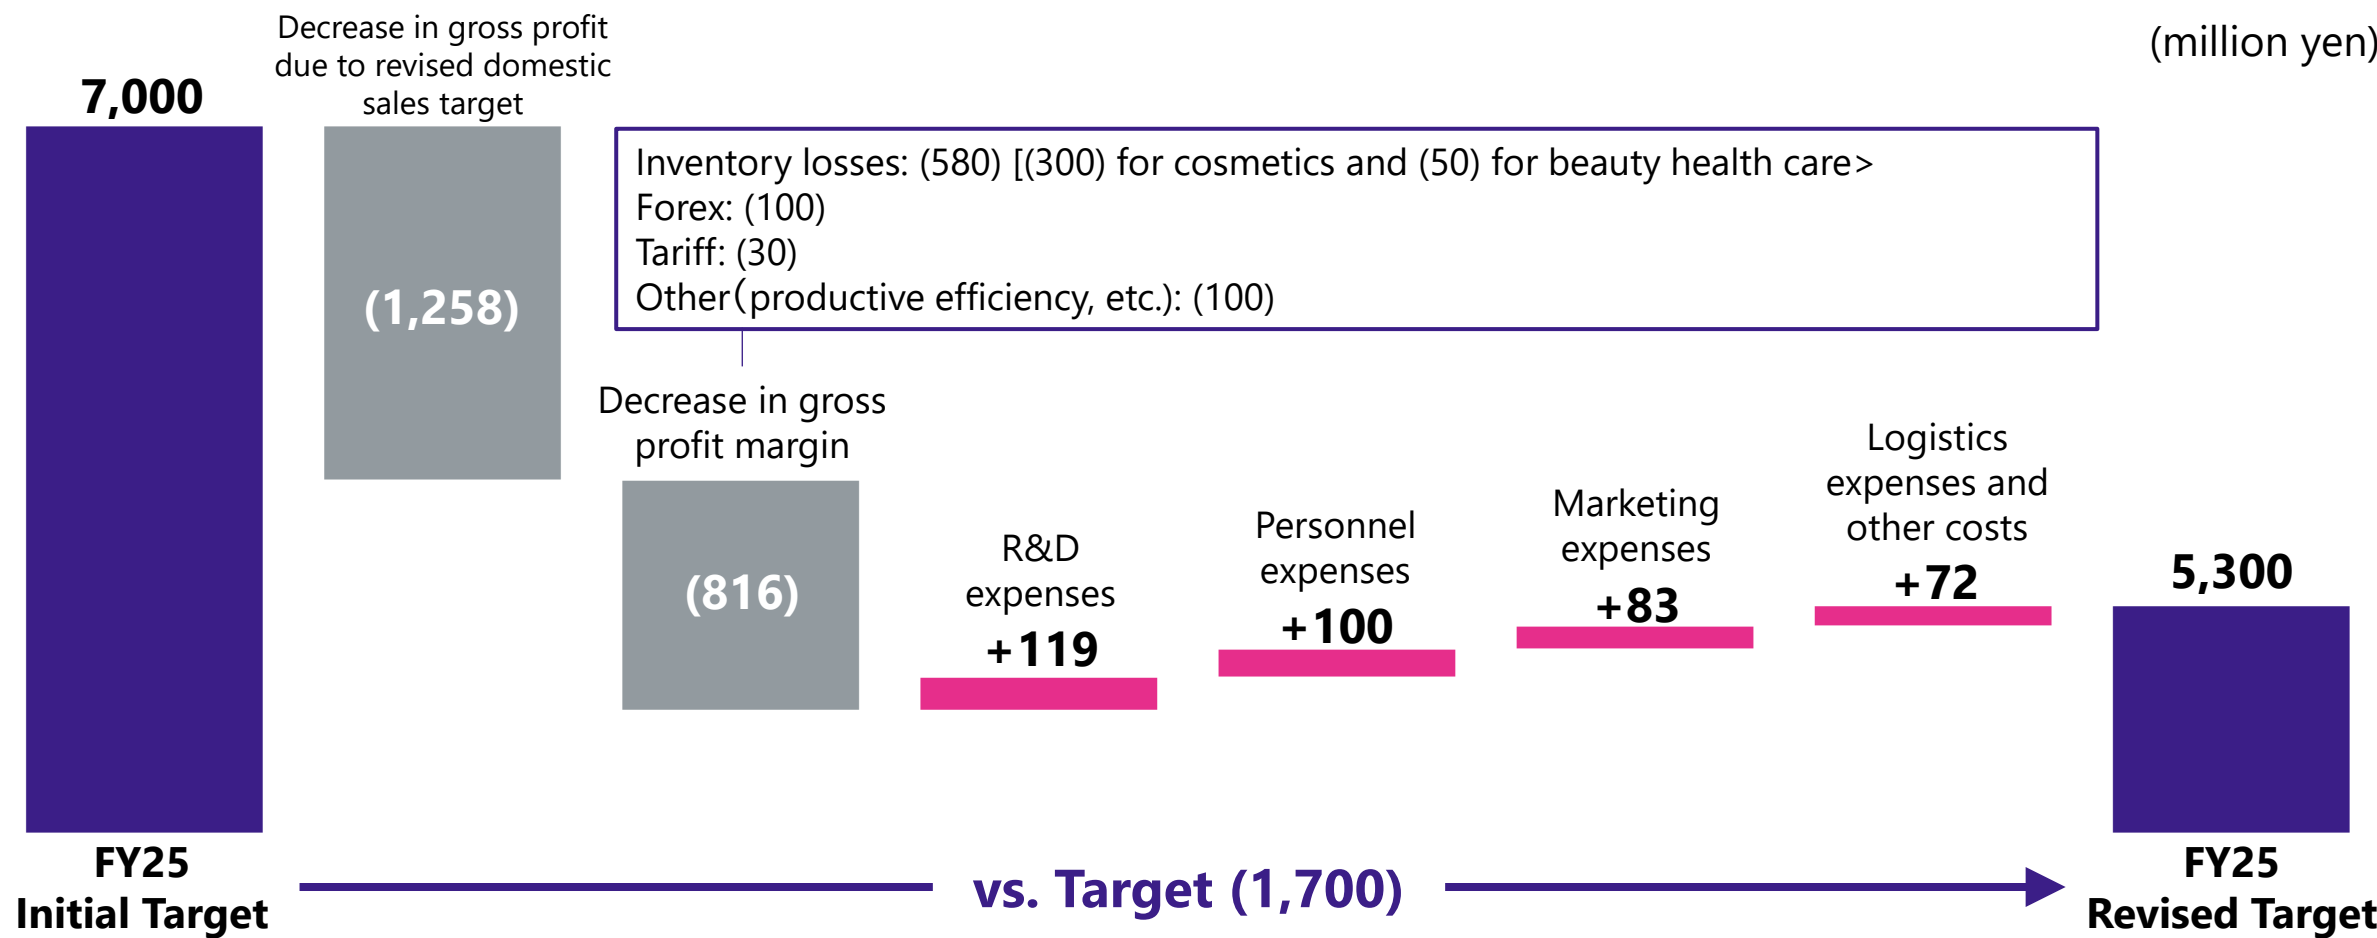 (million yen)
7,000
Decrease in gross profit
due to revised domestic
sales target
(1,258)
Inventory losses: (580) [(300) for cosmetics and (50) for beauty health care>
Forex: (100)
Tariff: (30)
Other(productive efficiency, etc.): (100)
Decrease in gross
profit margin
(816)
R&D
expenses
+119
Personnel
expenses
+100
Marketing
expenses
+83
Logistics
expenses and
other costs
+72
5,300
FY25
Initial Target
vs. Target (1,700)
FY25
Revised Target